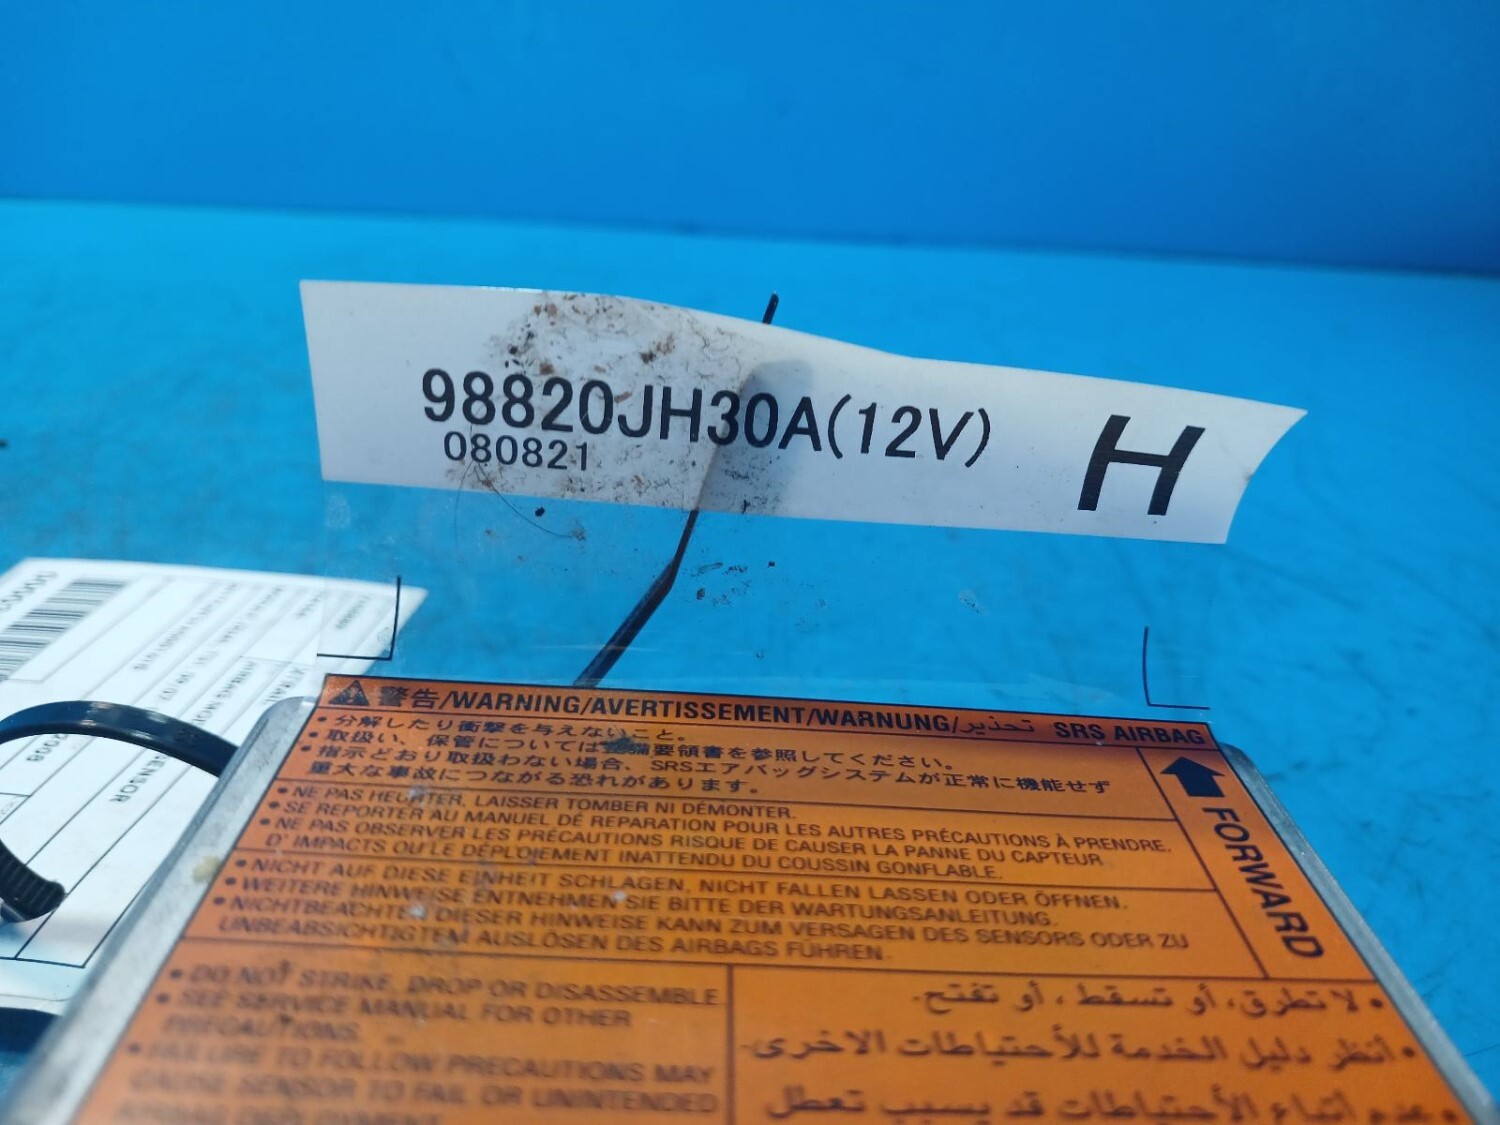 98820JH30A(12V)
080821
H
警告/WARNING/AVERTISSEMENT/WARNUNG/تحذير SRS AIRBAG
• 分解したり衝撃を与えないこと。
• 取扱い、保管については整備要領書を参照してください。
• 指示どおり取扱わない場合、SRSエアバッグシステムが正常に機能せず
重大な事故につながる恐れがあります。
• NE PAS HEURTER, LAISSER TOMBER NI DÉMONTER.
• SE REPORTER AU MANUEL DE RÉPARATION POUR LES AUTRES PRÉCAUTIONS À PRENDRE.
• NE PAS OBSERVER LES PRÉCAUTIONS RISQUE DE CAUSER LA PANNE DU CAPTEUR
D' IMPACTS OU LE DÉPLOIEMENT INATTENDU DU COUSSIN GONFLABLE.
• NICHT AUF DIESE EINHEIT SCHLAGEN, NICHT FALLEN LASSEN ODER ÖFFNEN.
• WEITERE HINWEISE ENTNEHMEN SIE BITTE DER WARTUNGSANLEITUNG.
• NICHTBEACHTEN DIESER HINWEISE KANN ZUM VERSAGEN DES SENSORS ODER ZU
UNBEABSICHTIGTEM AUSLÖSEN DES AIRBAGS FÜHREN.
FORWARD
• DO NOT STRIKE, DROP OR DISASSEMBLE
• SEE SERVICE MANUAL FOR OTHER
PRECAUTIONS.
• FAILURE TO FOLLOW PRECAUTIONS MAY
CAUSE SENSOR TO FAIL OR UNINTENDED
• لا تطرق، أو تسقط، أو تفتح.
• انظر دليل الخدمة للأحتياطات الاخرى.
• عدم اتباع الأحتياطات قد يسبب تعطل
SENSOR
2008